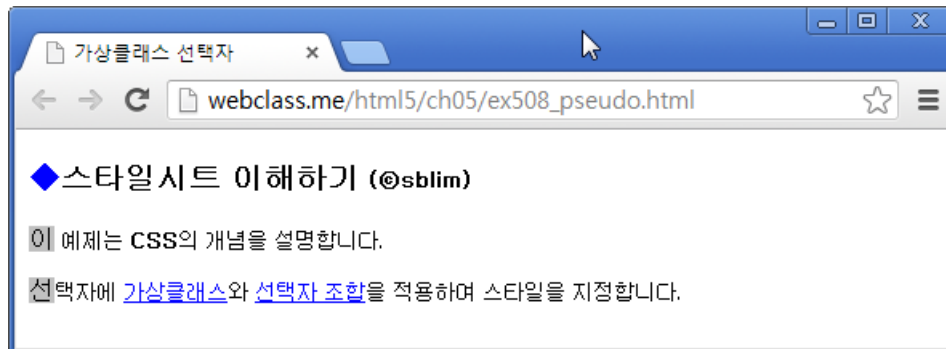 가상클래스 선택자
webclass.me/html5/ch05/ex508_pseudo.html
◆스타일시트 이해하기 (©sblim)
이 예제는 CSS의 개념을 설명합니다.
선택자에 가상클래스와 선택자 조합을 적용하여 스타일을 지정합니다.